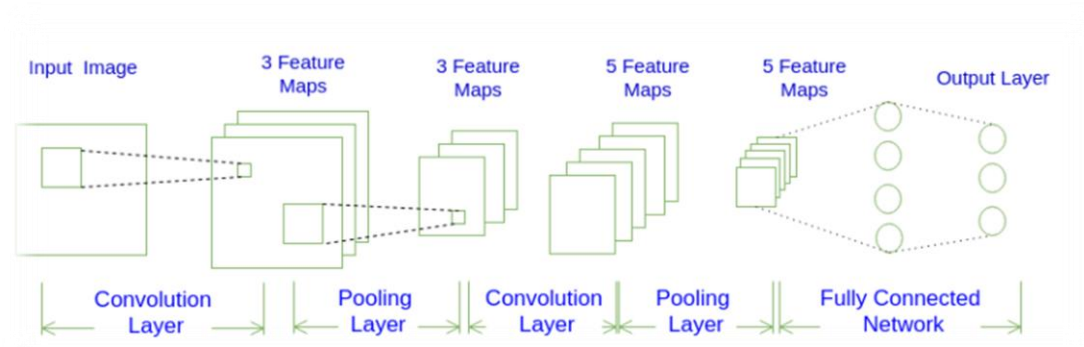 Input Image
3 Feature
Maps
3 Feature
Maps
5 Feature
Maps
5 Feature
Maps
Output Layer
Convolution
Layer
Pooling
Layer
Convolution
Layer
Pooling
Layer
Fully Connected
Network